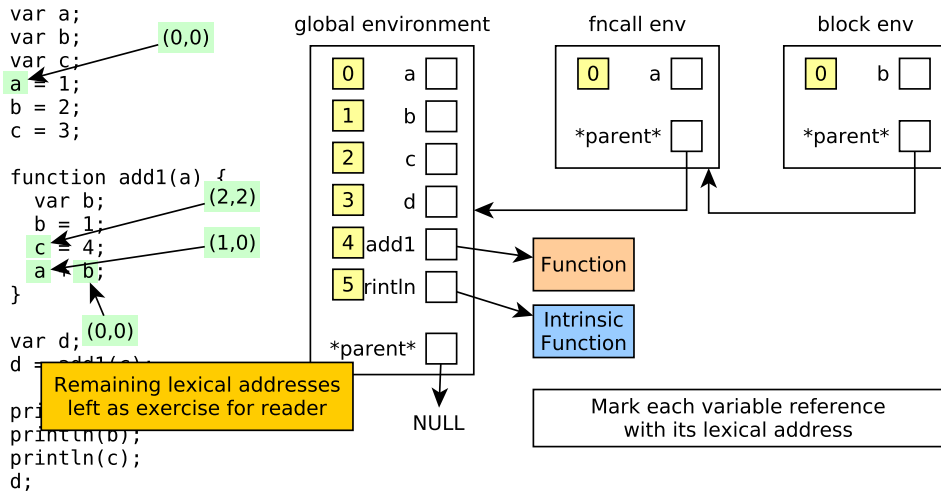 var a;
var b;
var c;
a = 1;
b = 2;
c = 3;
(0,0)
function add1(a) {
var b;
b = 1;
c = 4;
a + b;
}
(2,2)
(1,0)
(0,0)
var d;
d =
Remaining lexical addresses
left as exercise for reader
println(b);
println(c);
d;
global environment
0 a
1 b
2 c
3 d
4 add1
5 rintln
*parent*
NULL
fncall env
0 a
*parent*
block env
0 b
*parent*
Function
Intrinsic
Function
Mark each variable reference
with its lexical address